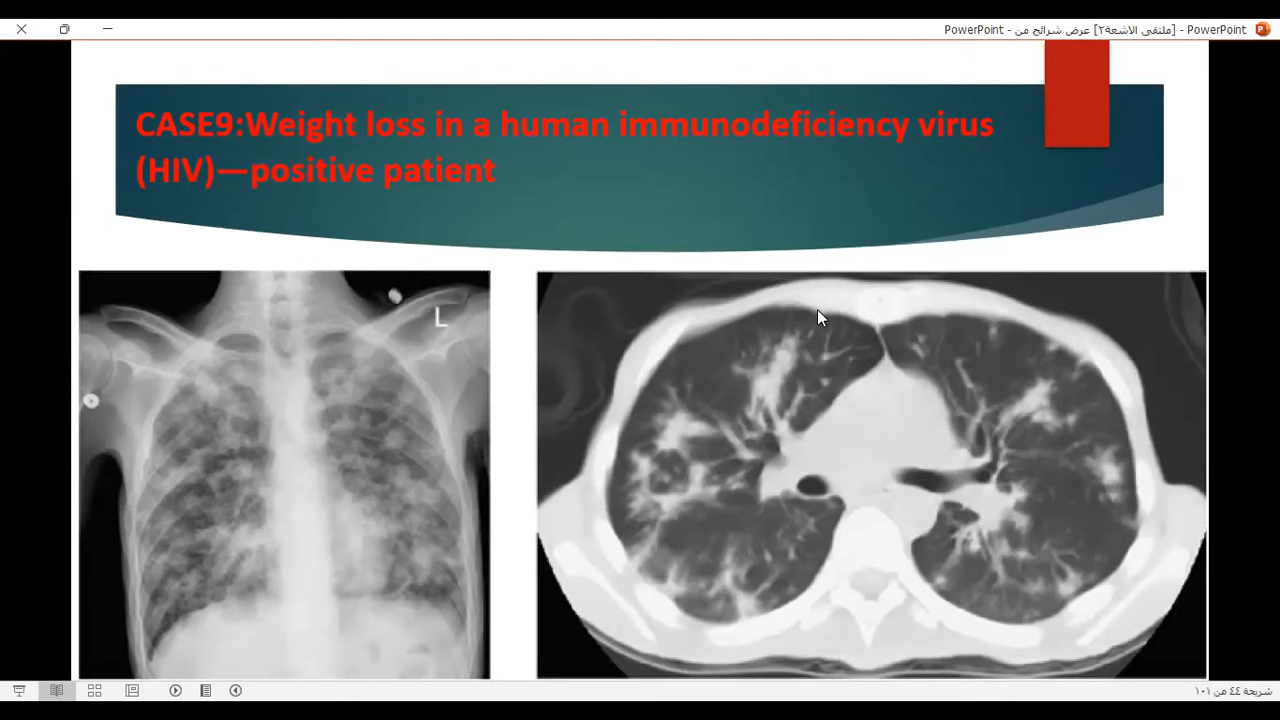 PowerPoint - [ملتقى الاشعة٢] عرض شرائح من - PowerPoint
CASE9:Weight loss in a human immunodeficiency virus
(HIV)—positive patient
L
شريحة ٤٤ من ١٠١